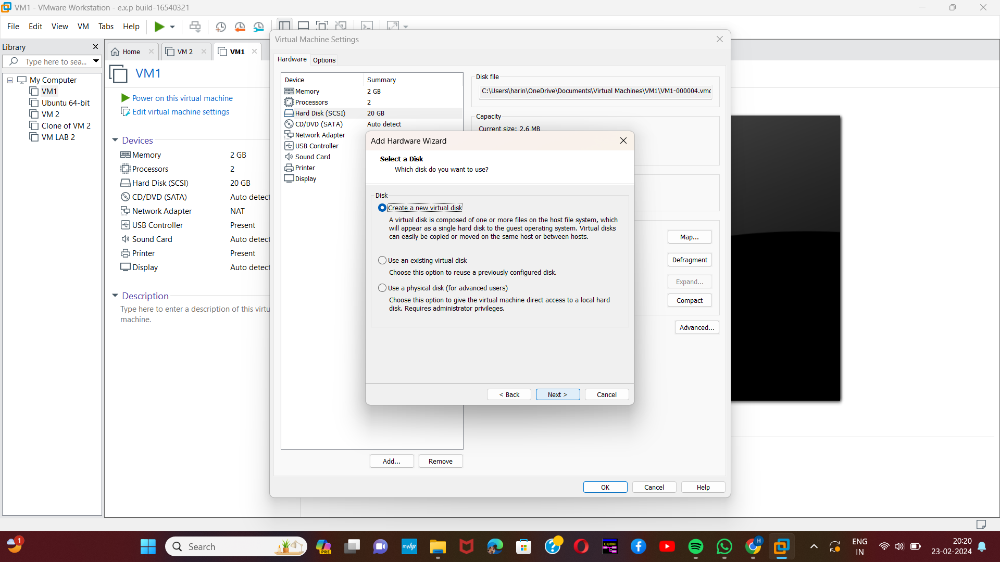 VM1 - VMware Workstation - e.x.p build-16540321
File Edit View VM Tabs Help
Library
Type here to sea...
My Computer
VM1
Ubuntu 64-bit
VM 2
Clone of VM 2
VM LAB 2
Home
VM 2
VM1
VM1
Power on this virtual machine
Edit virtual machine settings
Devices
Memory 2 GB
Processors 2
Hard Disk (SCSI) 20 GB
CD/DVD (SATA) Auto detect
Network Adapter NAT
USB Controller Present
Sound Card Auto detect
Printer Present
Display Auto detect
Description
Type here to enter a description of this virtu
machine.
Virtual Machine Settings
Hardware Options
Device Summary
Memory 2 GB
Processors 2
Hard Disk (SCSI) 20 GB
CD/DVD (SATA) Auto detect
Network Adapter
USB Controller
Sound Card
Printer
Display
Add... Remove
Disk file
C:\Users\harin\OneDrive\Documents\Virtual Machines\VM1\VM1-000004.vmd
Capacity
Current size: 2.6 MB
Map...
Defragment
Expand...
Compact
Advanced...
OK Cancel Help
Add Hardware Wizard
Select a Disk
Which disk do you want to use?
Disk
Create a new virtual disk
A virtual disk is composed of one or more files on the host file system, which
will appear as a single hard disk to the guest operating system. Virtual disks
can easily be copied or moved on the same host or between hosts.
Use an existing virtual disk
Choose this option to reuse a previously configured disk.
Use a physical disk (for advanced users)
Choose this option to give the virtual machine direct access to a local hard
disk. Requires administrator privileges.
< Back Next > Cancel
1
Search
PRE
myhp
DATA
H
ENG
IN
20:20
23-02-2024